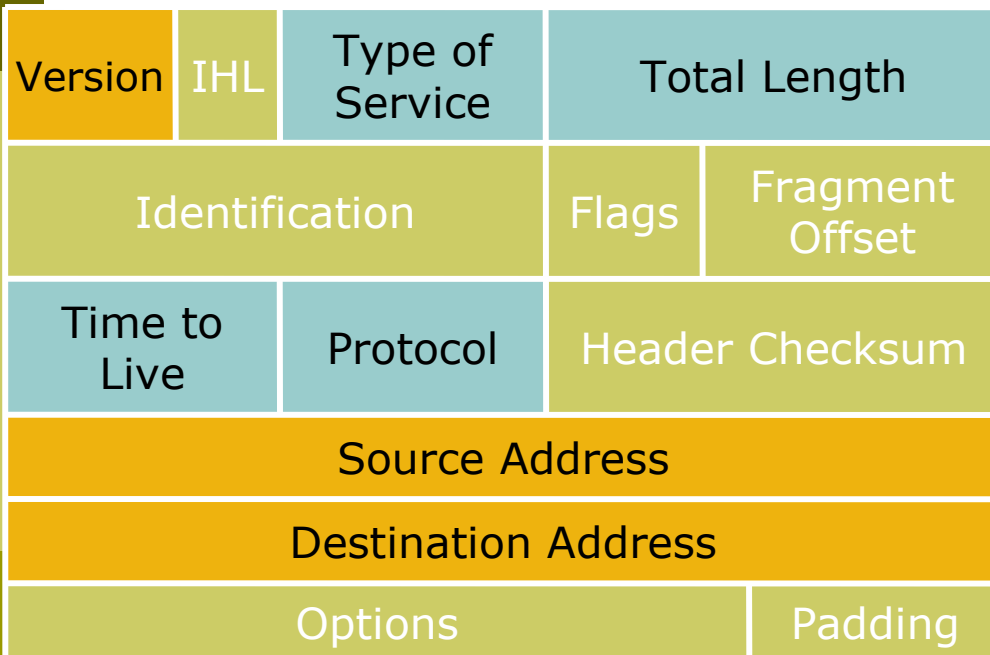 Version IHL Type of Service Total Length
Identification Flags Fragment Offset
Time to Live Protocol Header Checksum
Source Address
Destination Address
Options Padding